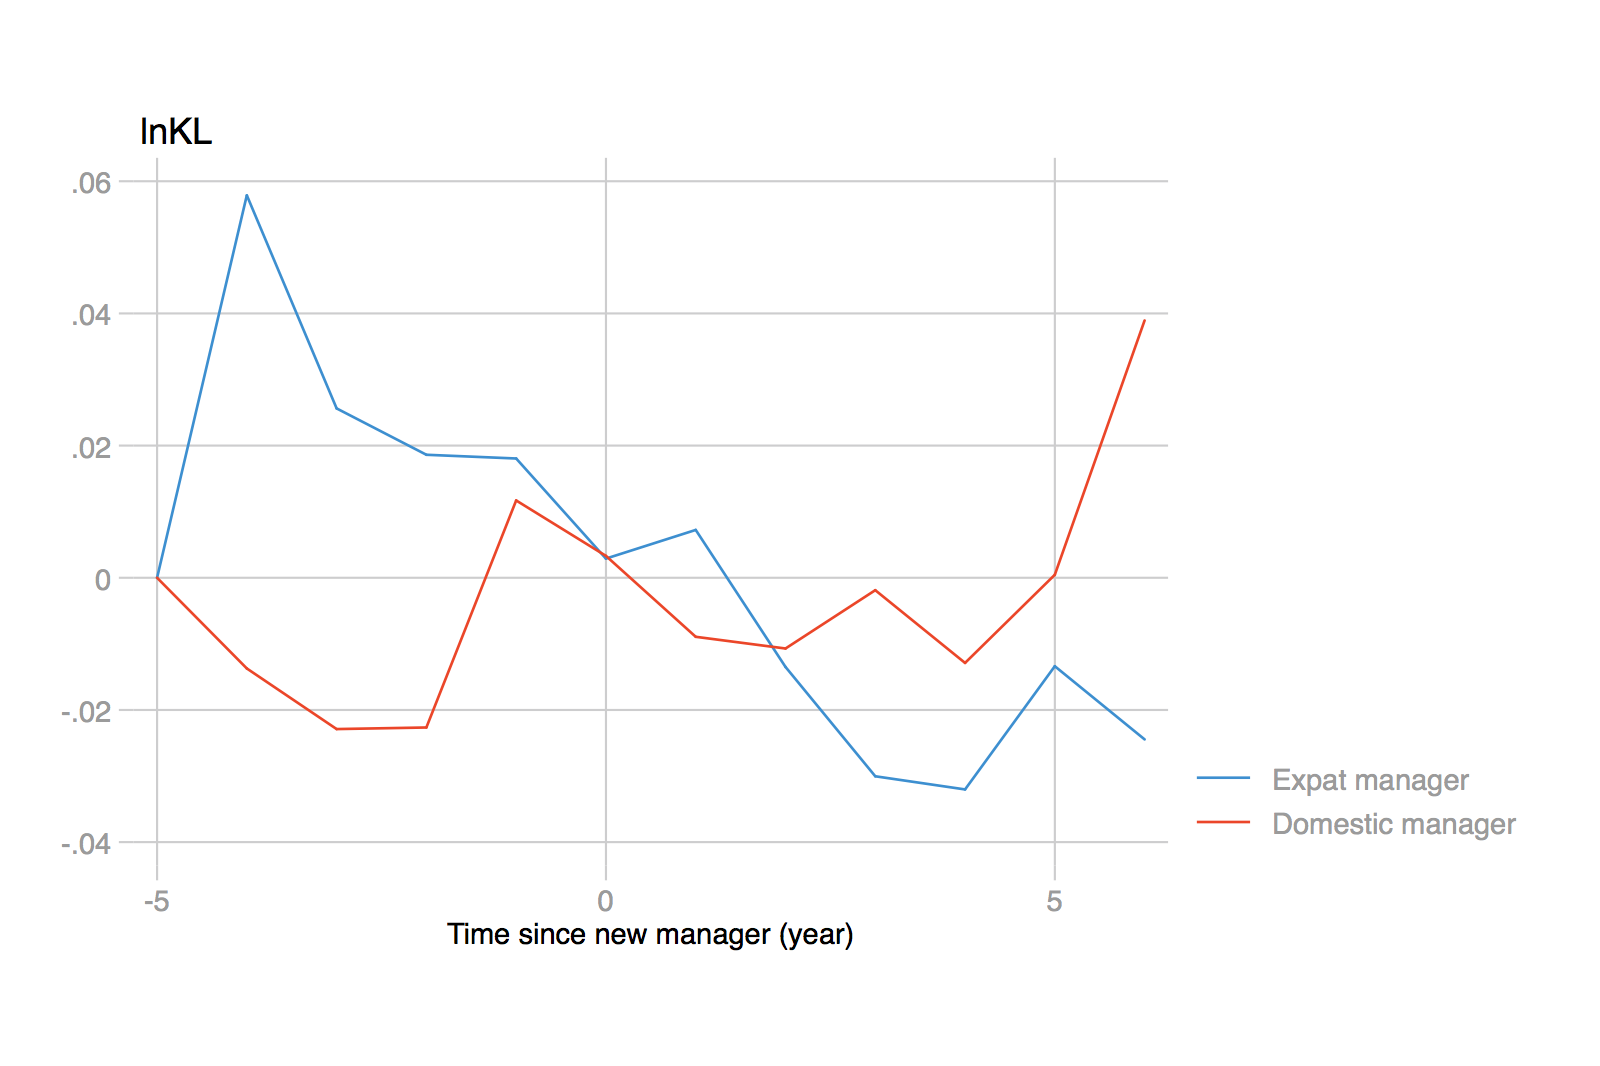 lnKL
.06
.04
.02
0
-.02
-.04
-5 0 5
Time since new manager (year)
Expat manager
Domestic manager